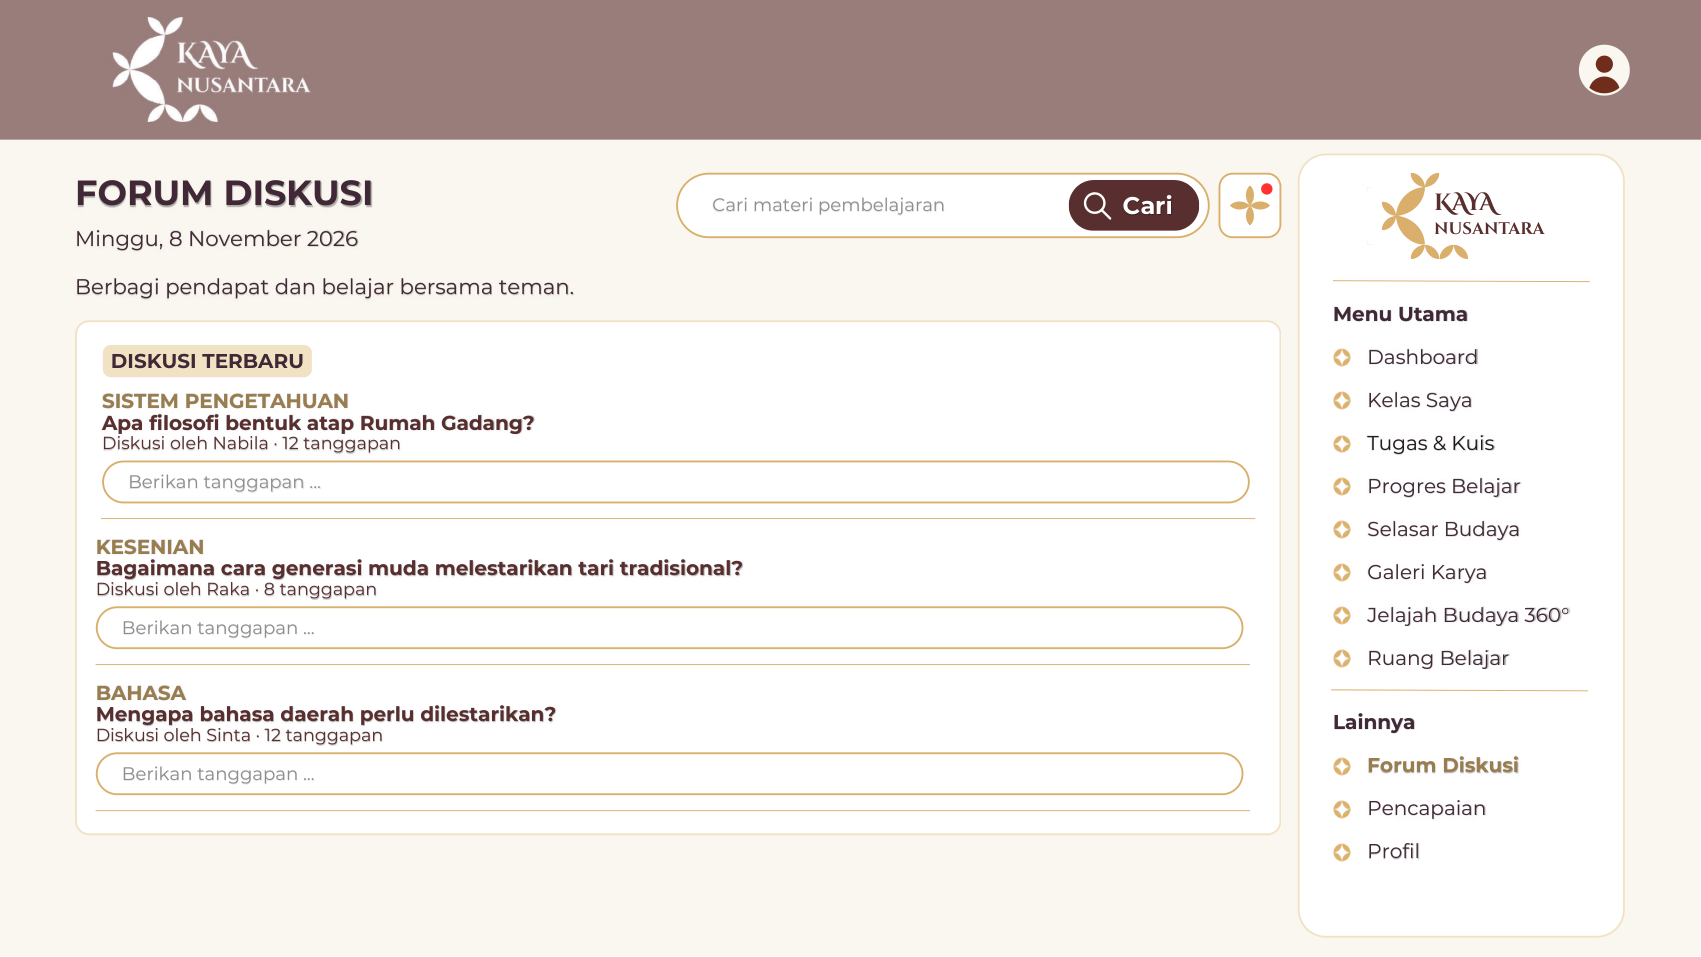 KAYA
NUSANTARA
FORUM DISKUSI
Minggu, 8 November 2026
Berbagi pendapat dan belajar bersama teman.
Cari materi pembelajaran
Cari
DISKUSI TERBARU
SISTEM PENGETAHUAN
Apa filosofi bentuk atap Rumah Gadang?
Diskusi oleh Nabila · 12 tanggapan
Berikan tanggapan ...
KESENIAN
Bagaimana cara generasi muda melestarikan tari tradisional?
Diskusi oleh Raka · 8 tanggapan
Berikan tanggapan ...
BAHASA
Mengapa bahasa daerah perlu dilestarikan?
Diskusi oleh Sinta · 12 tanggapan
Berikan tanggapan ...
KAYA
NUSANTARA
Menu Utama
Dashboard
Kelas Saya
Tugas & Kuis
Progres Belajar
Selasar Budaya
Galeri Karya
Jelajah Budaya 360°
Ruang Belajar
Lainnya
Forum Diskusi
Pencapaian
Profil